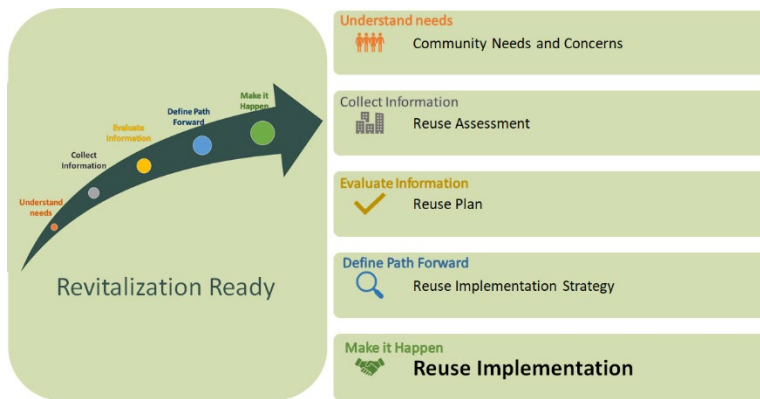 Make it
Happen
Define Path
Forward
Evaluate
Information
Collect
Information
Understand
needs
Revitalization Ready
Understand needs
Community Needs and Concerns
Collect Information
Reuse Assessment
Evaluate Information
Reuse Plan
Define Path Forward
Reuse Implementation Strategy
Make it Happen
Reuse Implementation